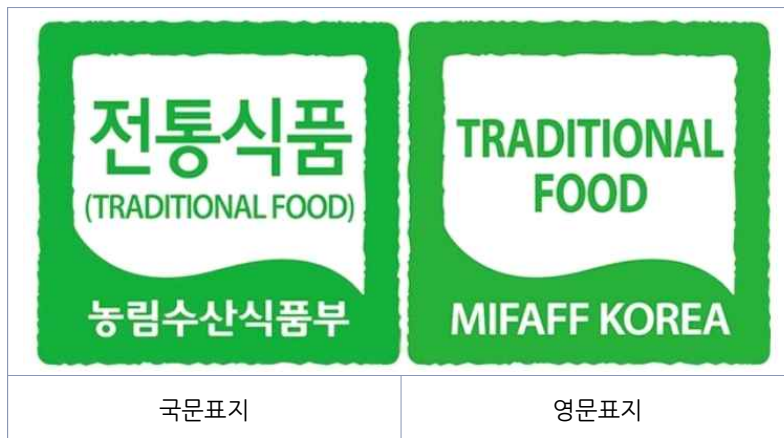 전통식품
(TRADITIONAL FOOD)
농림수산식품부
TRADITIONAL
FOOD
MIFAFF KOREA
국문표지
영문표지